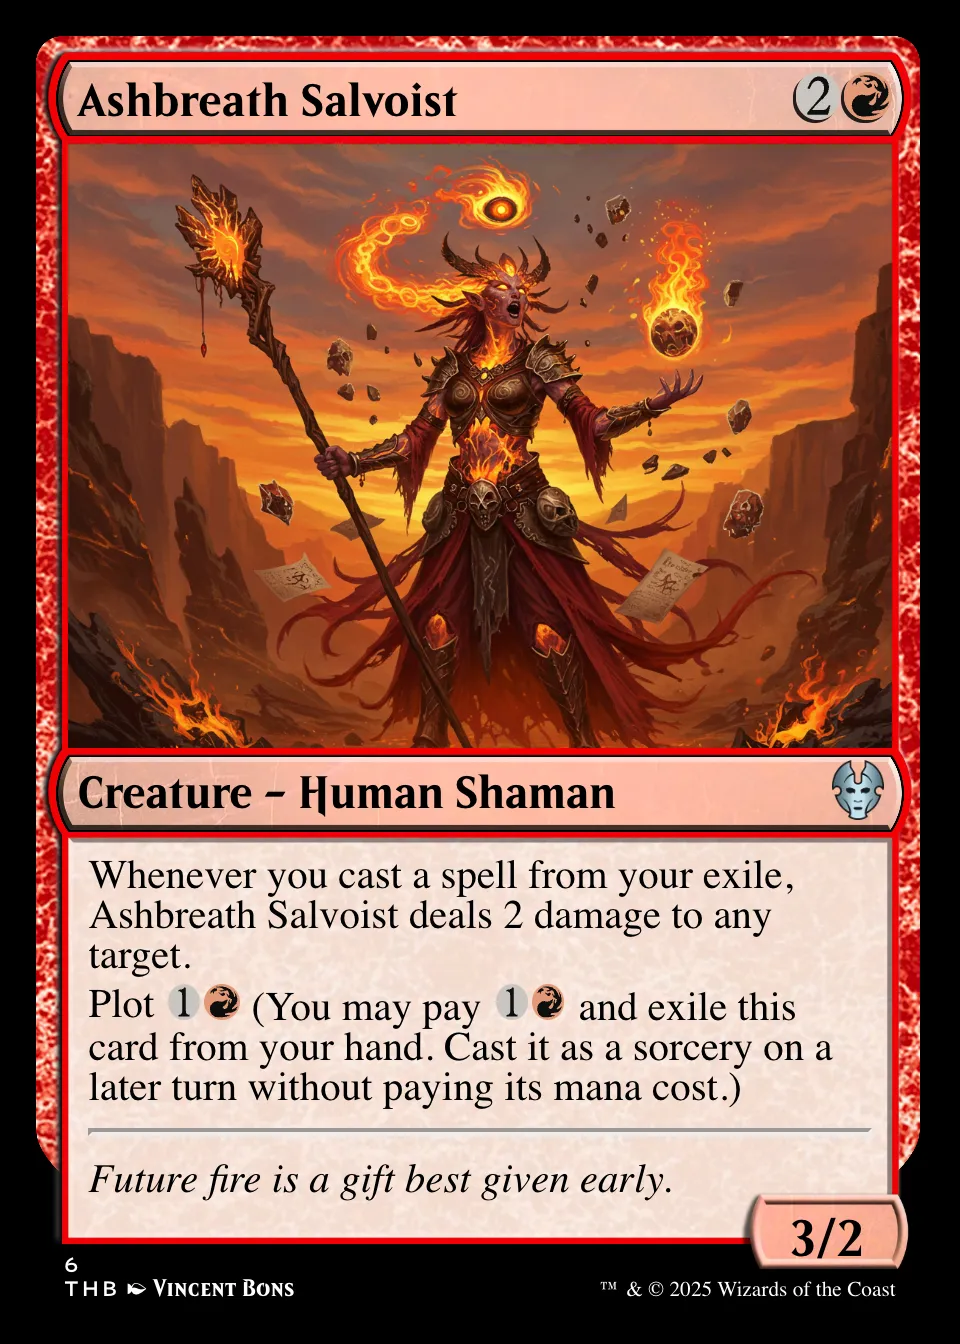 Ashbreath Salvoist
2
Creature – Human Shaman
Whenever you cast a spell from your exile,
Ashbreath Salvoist deals 2 damage to any
target.
Plot 1 (You may pay 1 and exile this
card from your hand. Cast it as a sorcery on a
later turn without paying its mana cost.)
Future fire is a gift best given early.
3/2
6
THB Vincent Bons
™ & © 2025 Wizards of the Coast